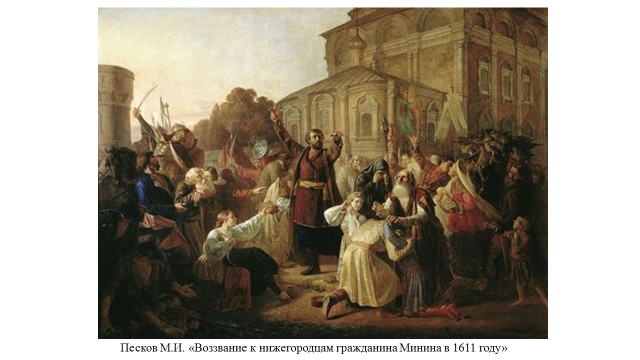 Песков М.И. «Воззвание к нижегородцам гражданина Минина в 1611 году»